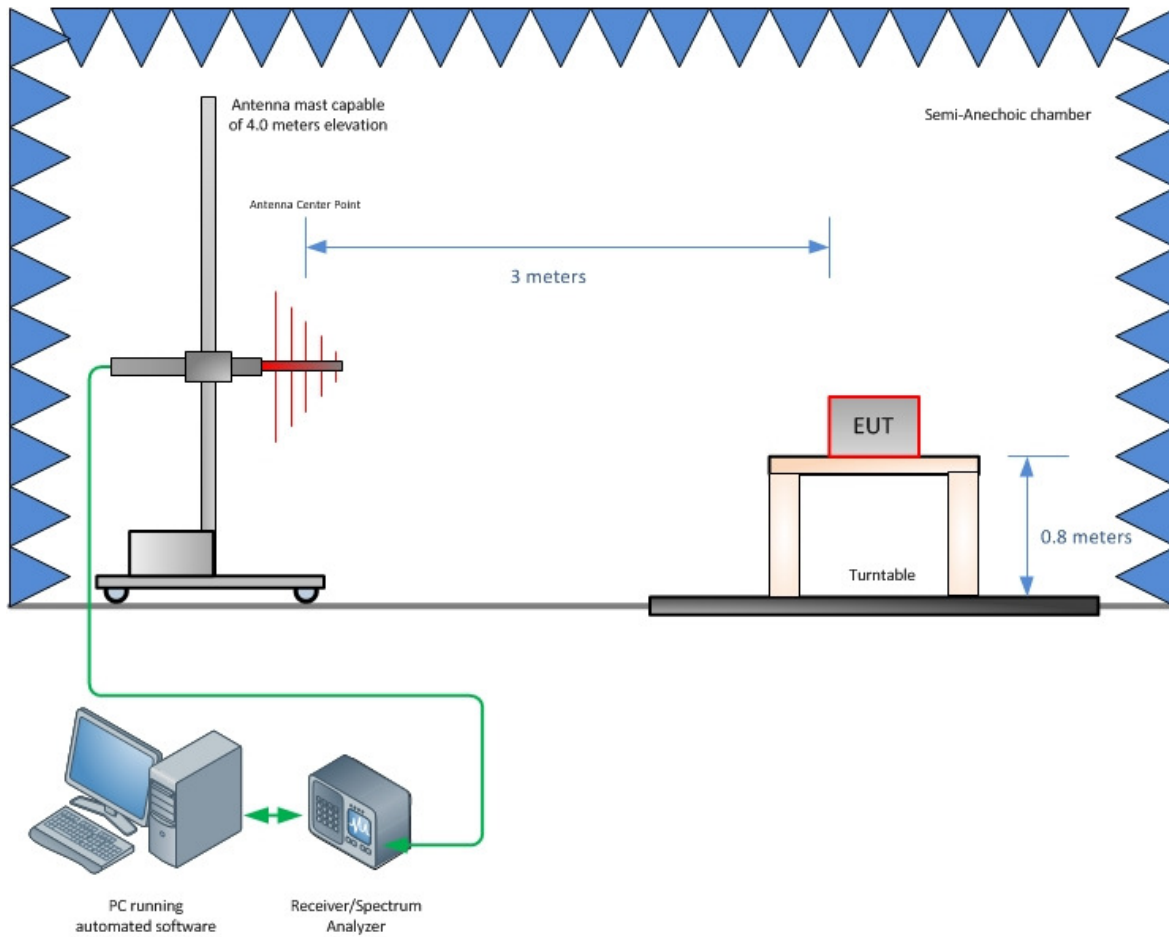 Antenna mast capable
of 4.0 meters elevation
Semi-Anechoic chamber
Antenna Center Point
3 meters
EUT
0.8 meters
Turntable
PC running
automated software
Receiver/Spectrum
Analyzer